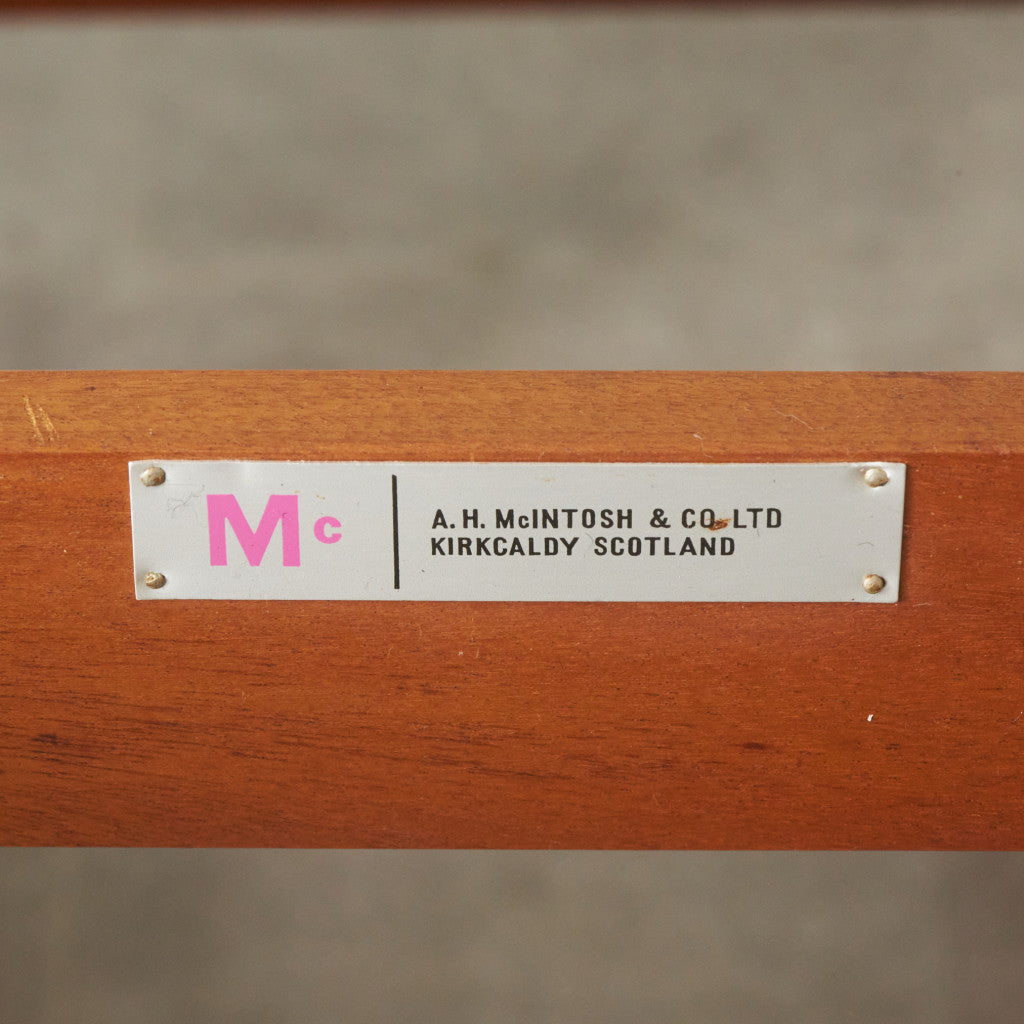 Mc
A. H. McINTOSH & CO. LTD
KIRKCALDY SCOTLAND